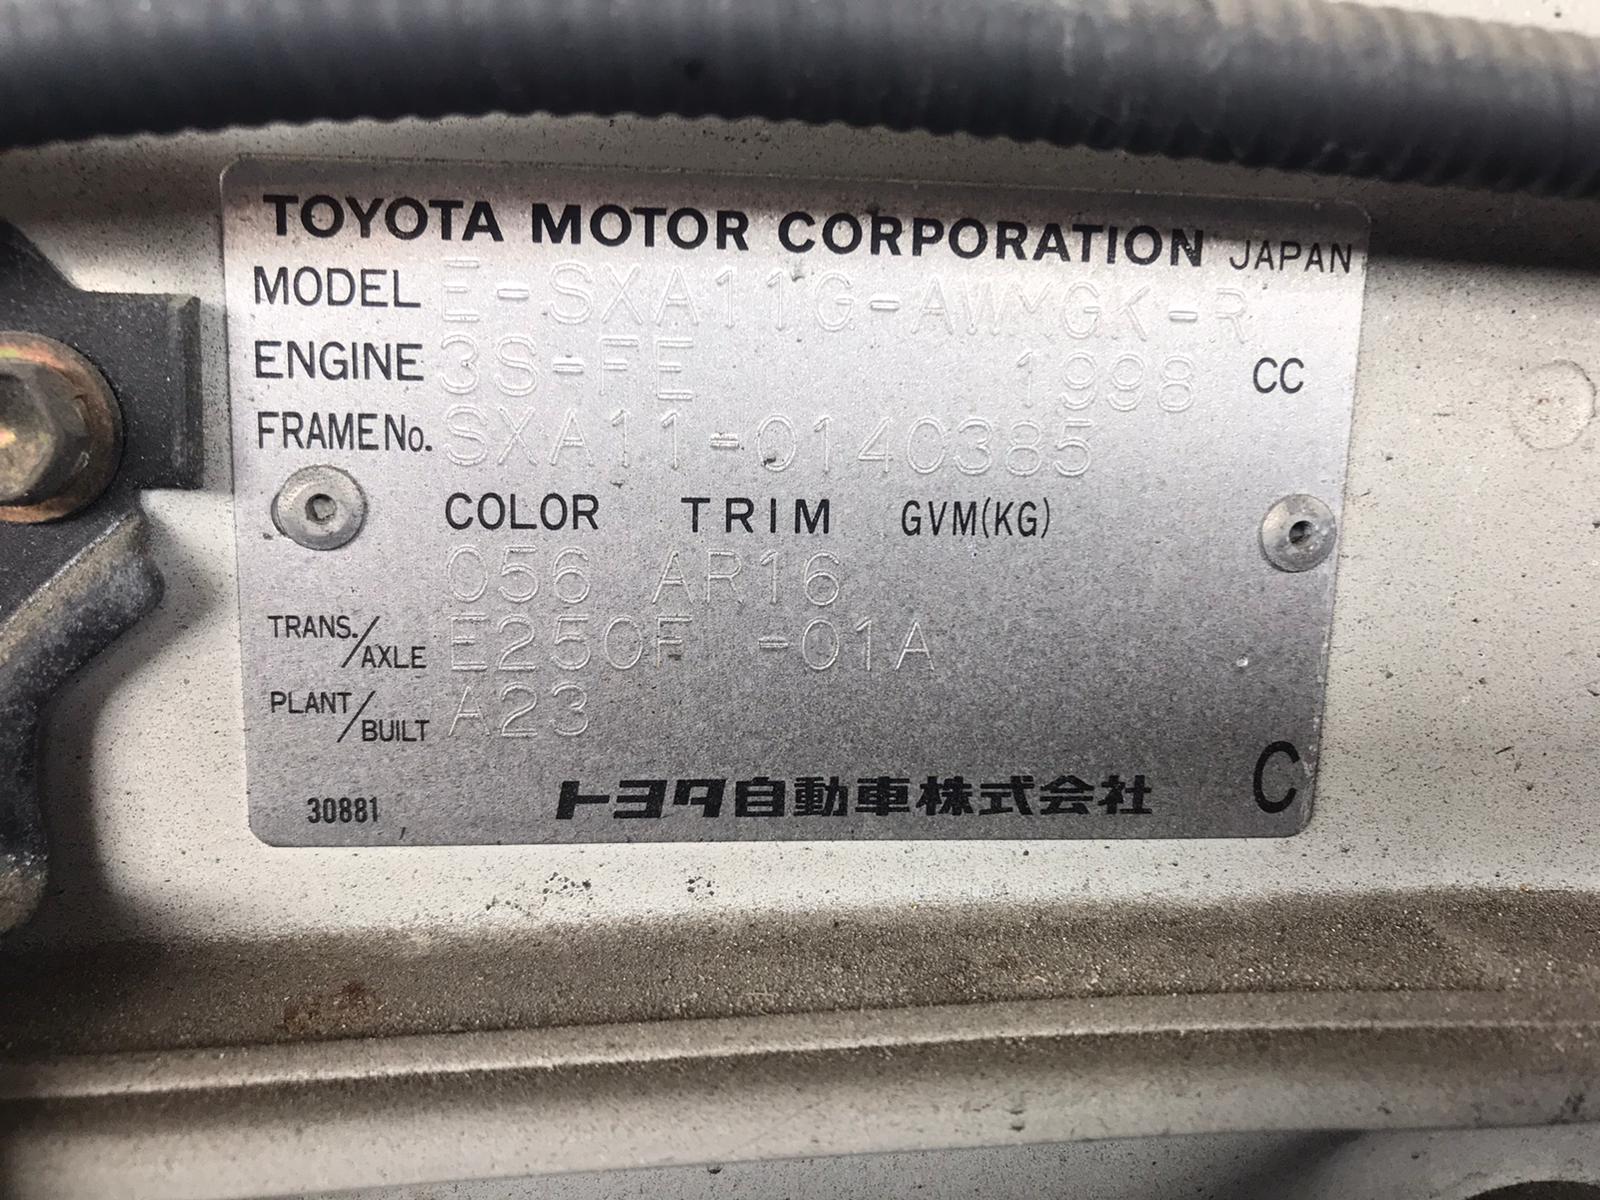 TOYOTA MOTOR CORPORATION JAPAN
MODEL E-SXA11G-AWMGK-R
ENGINE 3S-FE 1998 CC
FRAME No. SXA11-0140385
COLOR TRIM GVM(KG)
056 AR16
TRANS./AXLE E250F -01A
PLANT/BUILT A23
30881 トヨタ自動車株式会社 C